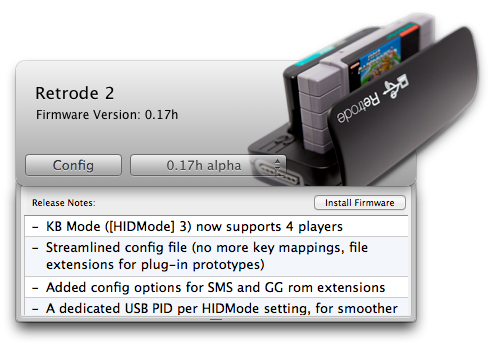 Retrode
Retrode 2
Firmware Version: 0.17h
Config
0.17h alpha
Release Notes:
Install Firmware
– KB Mode ([HIDMode] 3) now supports 4 players
– Streamlined config file (no more key mappings, file
extensions for plug-in prototypes)
– Added config options for SMS and GG rom extensions
– A dedicated USB PID per HIDMode setting, for smoother